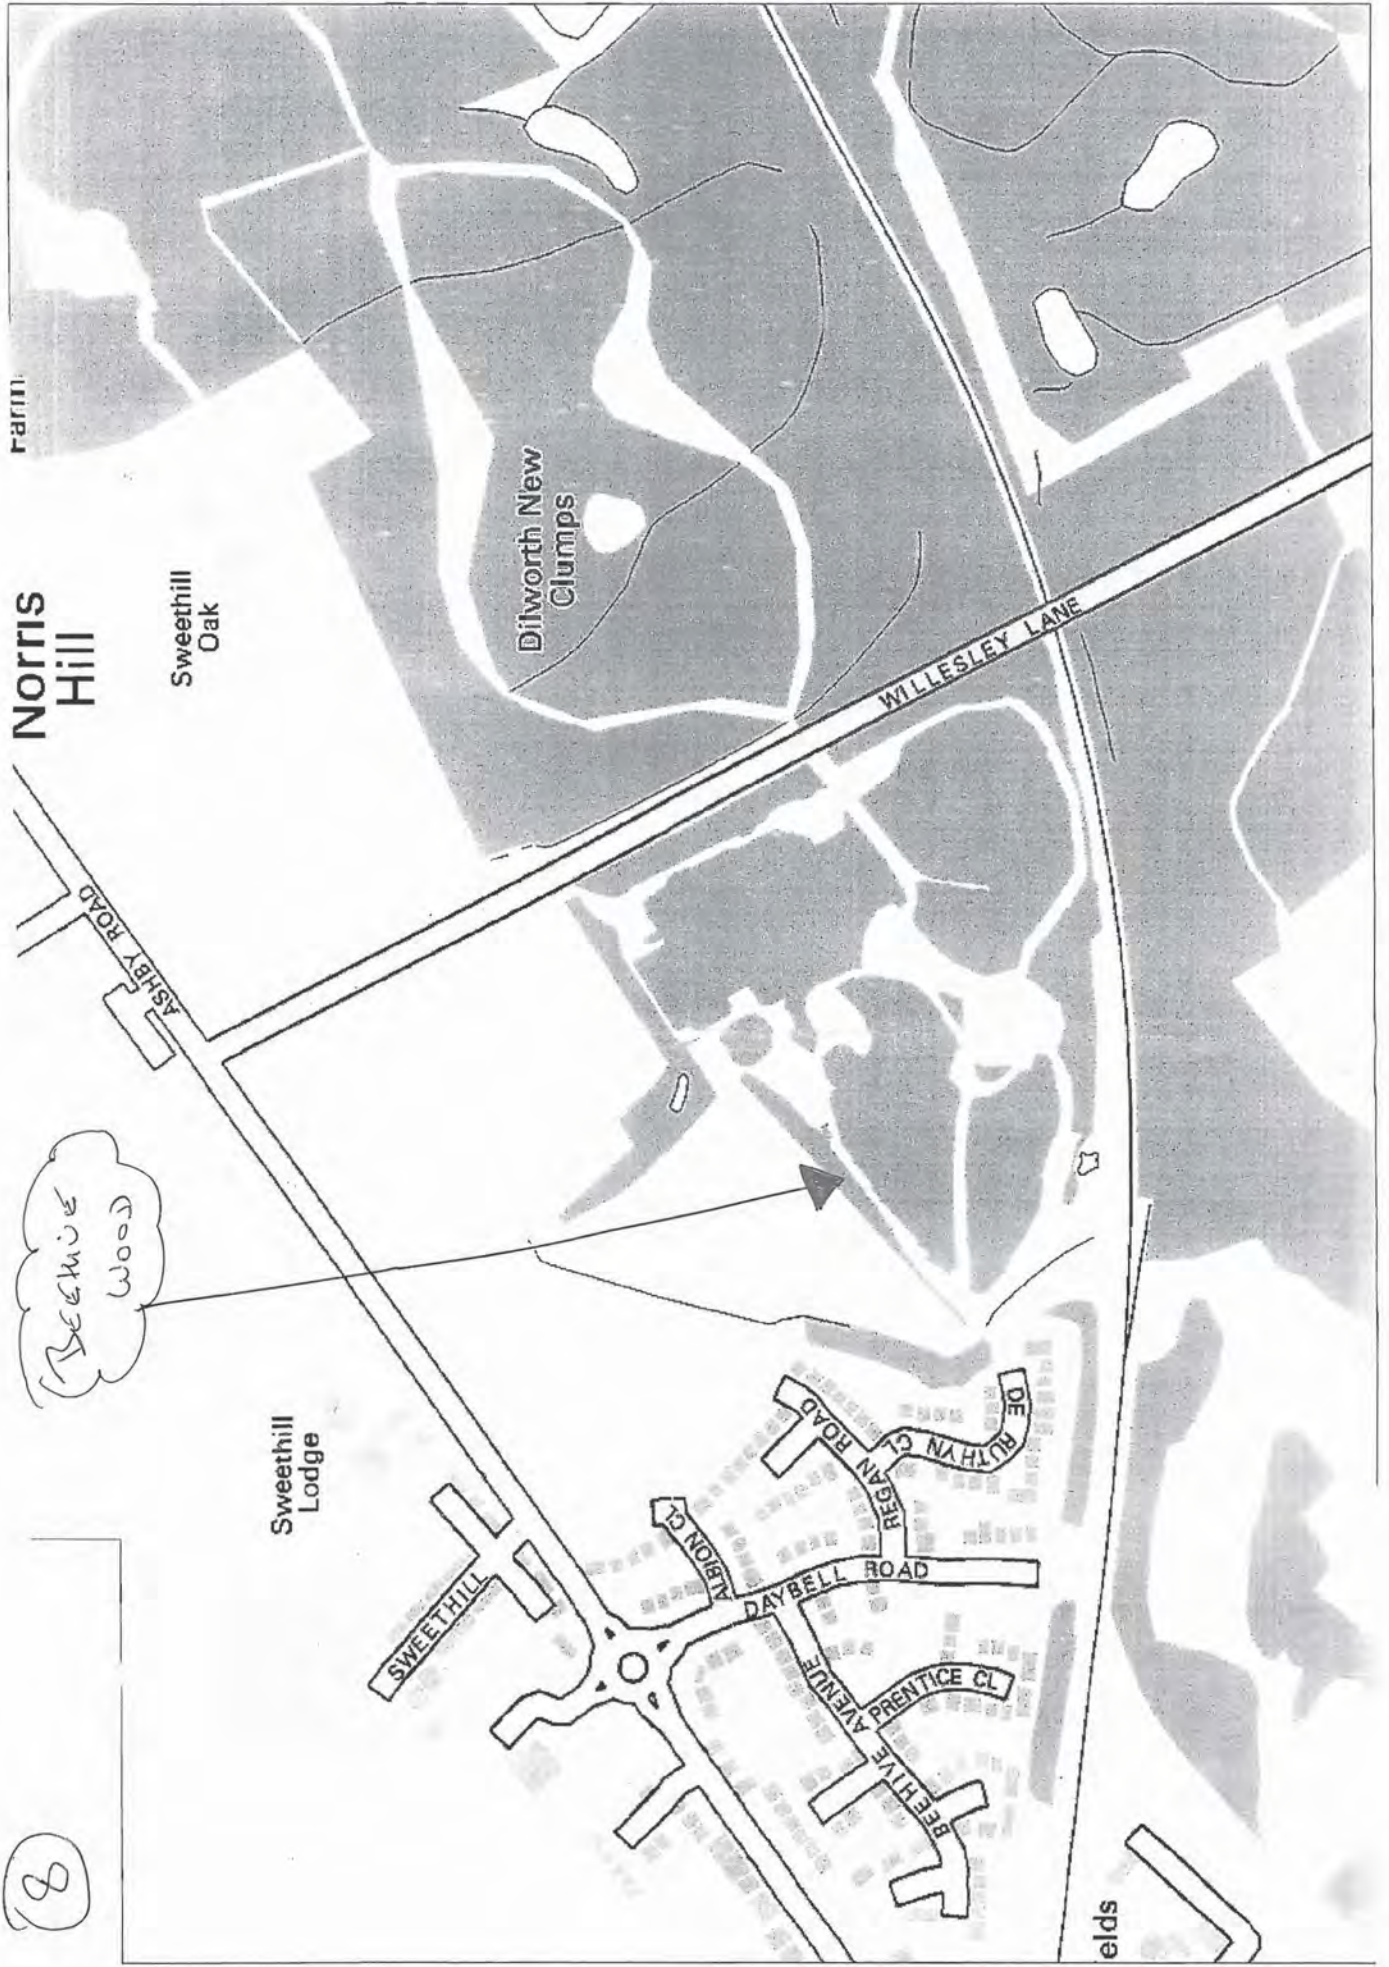 8
Beehive
Wood
Norris
Hill
Farm
Sweethill
Oak
Sweethill
Lodge
ASHBY ROAD
SWEETHILL
Dilworth New
Clumps
WILLESLEY LANE
ALBION CL
DAYBELL ROAD
REGAN ROAD
DE RUTHYN CL
BEEHIVE AVENUE
PRENTICE CL
elds